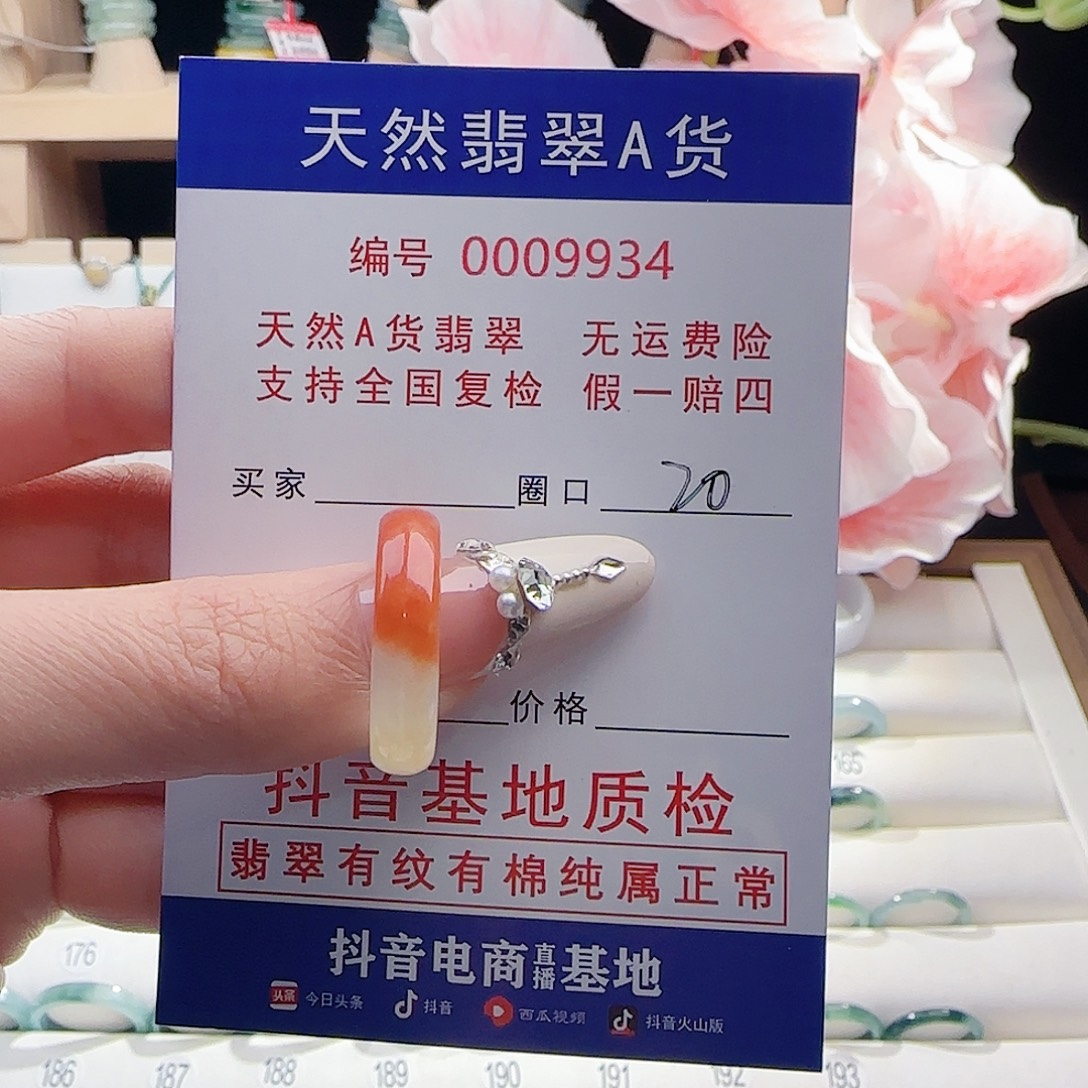 天然翡翠A货
编号 0009934
天然A货翡翠 无运费险
支持全国复检 假一赔四
买家 圈口 20
价格
抖音基地质检
翡翠有纹有棉纯属正常
抖音电商直播基地
头条 今日头条 抖音 西瓜视频 抖音火山版
165
176
186 187 188 189 190 191 192 193